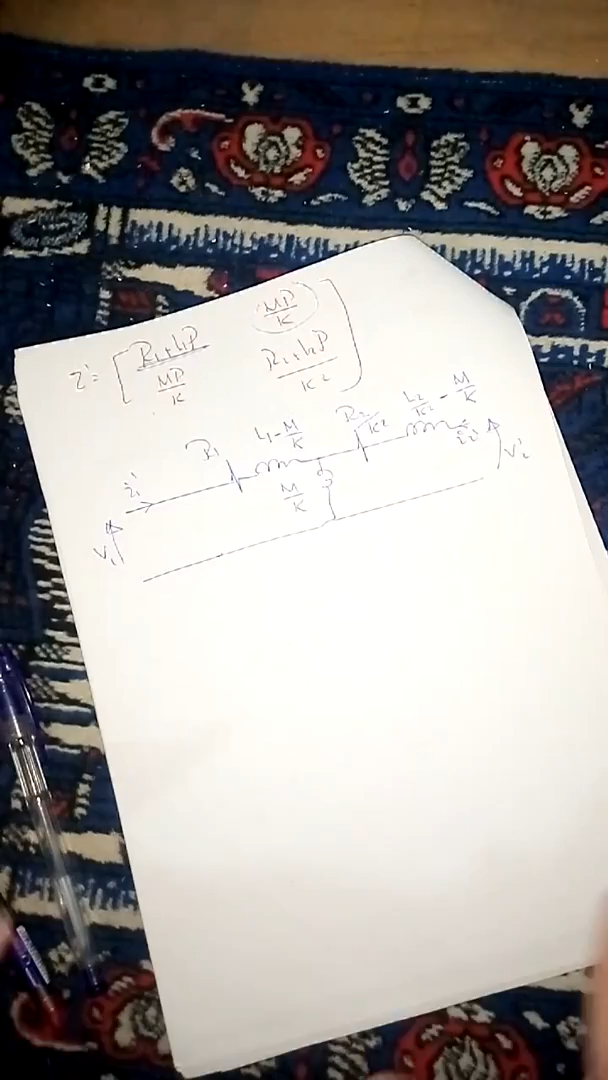 Z' = [ R1+L1P MP/K
MP/K R2+L2P/K² ]
R1 L1-M/K R2/K² L2/K²-M/K
i1' M/K i2'
V1' V2'